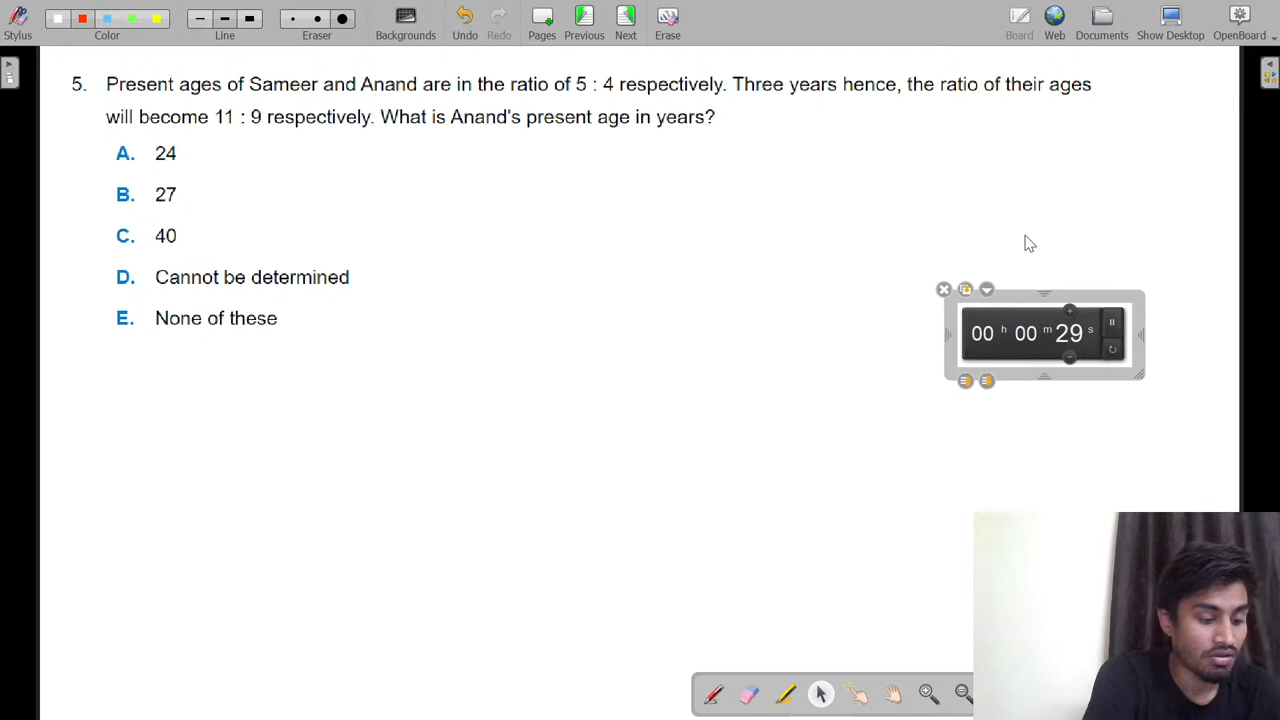 Stylus Color Line Eraser Backgrounds Undo Redo Pages Previous Next Erase Board Web Documents Show Desktop OpenBoard
5. Present ages of Sameer and Anand are in the ratio of 5 : 4 respectively. Three years hence, the ratio of their ages
will become 11 : 9 respectively. What is Anand's present age in years?
A. 24
B. 27
C. 40
D. Cannot be determined
E. None of these
00 h 00 m 29 s